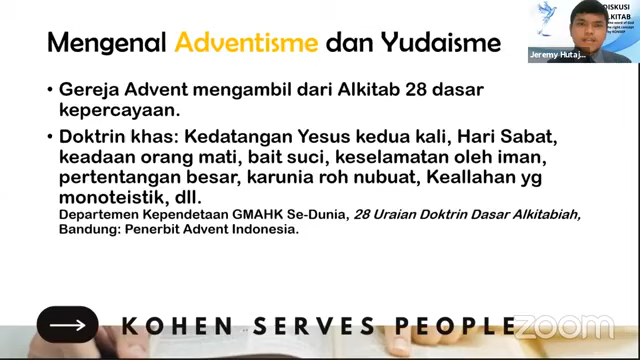 Mengenal Adventisme dan Yudaisme
• Gereja Advent mengambil dari Alkitab 28 dasar
kepercayaan.
• Doktrin khas: Kedatangan Yesus kedua kali, Hari Sabat,
keadaan orang mati, bait suci, keselamatan oleh iman,
pertentangan besar, karunia roh nubuat, Keallahan yg
monoteistik, dll.
Departemen Kependetaan GMAHK Se-Dunia, 28 Uraian Doktrin Dasar Alkitabiah,
Bandung: Penerbit Advent Indonesia.
KOHEN SERVES PEOPLE
zoom
DISKUSI
ALKITAB
Jeremy Hutaj...